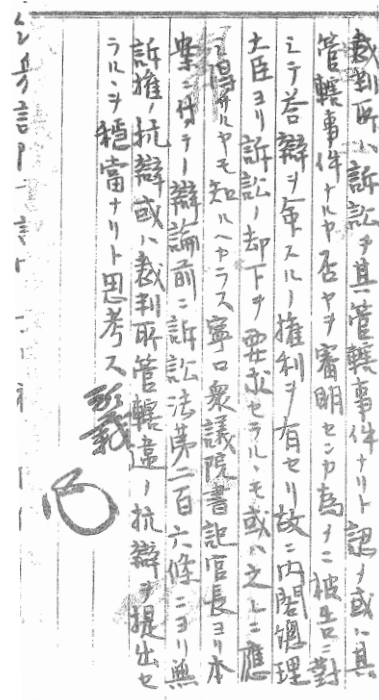 裁判所ハ訴訟ヲ其管轄事件ナリト認メ或ハ其
管轄事件ナルヤ否ヤヲ審明センカ為メニ被告ニ對
シテ答辯ヲ命スルノ權利ヲ有セリ故ニ内閣總理
大臣ヨリ訴訟ノ却下ヲ要求セラルヽモ或ハ之レニ應
シ得サルヤモ知ルヘカラス寧ロ衆議院書記官長ヨリ本
案ニ付テノ辯論前ニ訴訟法第二百六條ニヨリ無
訴權ノ抗辯或ハ裁判所管轄違ノ抗辯ヲ提出セ
ラルヲ穩當ナリト思考ス